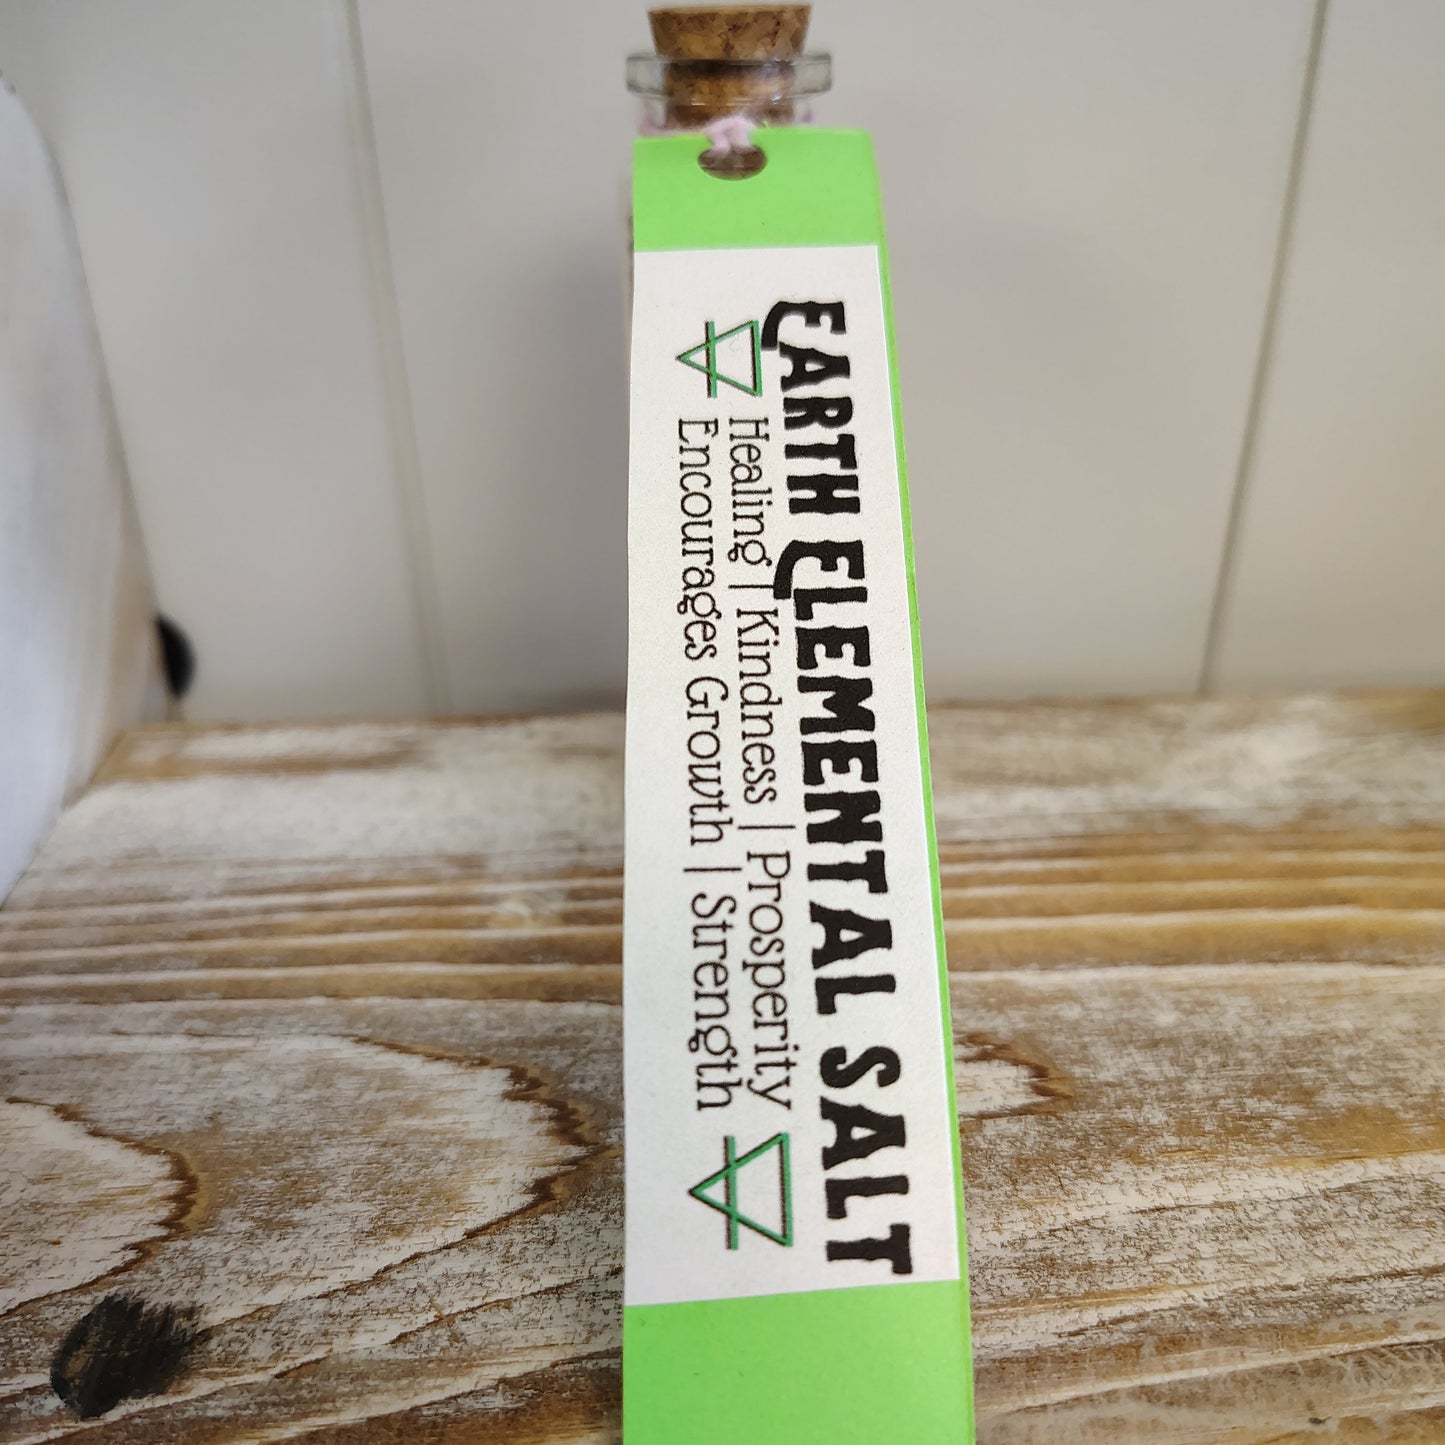 Earth Elemental Salt
Healing | Kindness | Prosperity
Encourages Growth | Strength